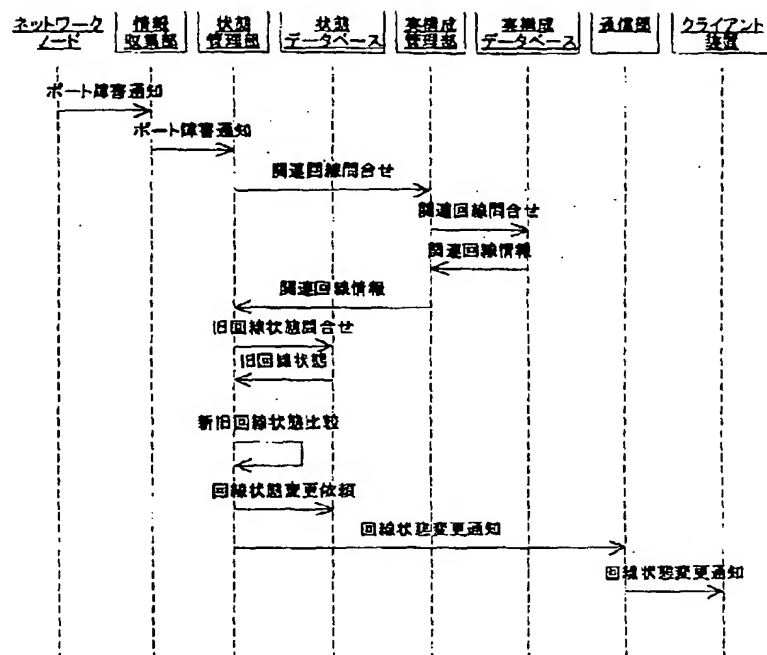 ネットワーク
ノード
情報
収集部
状態
管理部
状態
データベース
実構成
管理部
実構成
データベース
通信部
クライアント
装置
ポート障害通知
ポート障害通知
関連回線問合せ
関連回線問合せ
関連回線情報
関連回線情報
旧回線状態問合せ
旧回線状態
新旧回線状態比較
回線状態変更依頼
回線状態変更通知
回線状態変更通知